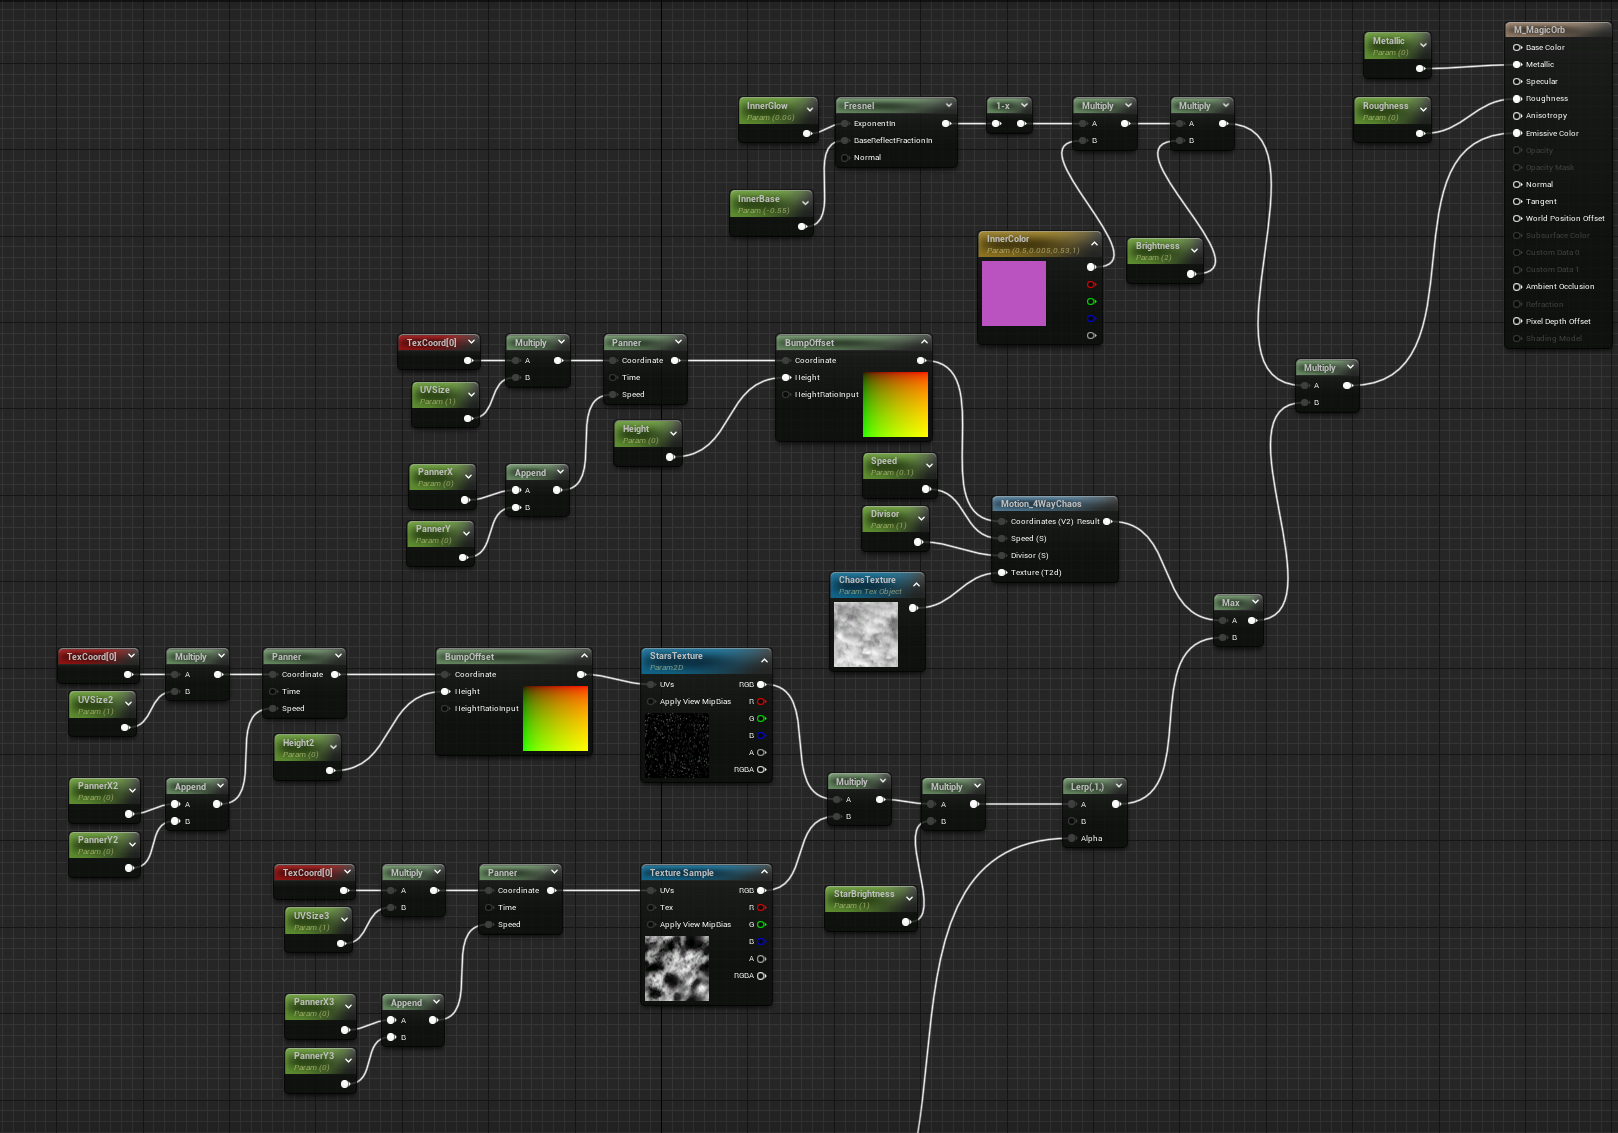 M_MagicOrb
Base Color
Metallic
Specular
Roughness
Anisotropy
Emissive Color
Opacity
Opacity Mask
Normal
Tangent
World Position Offset
Subsurface Color
Custom Data 0
Custom Data 1
Ambient Occlusion
Refraction
Pixel Depth Offset
Shading Model
Metallic
Param (0)
Roughness
Param (0)
InnerGlow
Param (0.06)
Fresnel
ExponentIn
BaseReflectFractionIn
Normal
1-x
Multiply
A
B
Multiply
A
B
InnerBase
Param (-0.55)
InnerColor
Param (0.5,0.085,0.53,1)
Brightness
Param (2)
TexCoord[0]
Multiply
A
B
UVSize
Param (1)
Panner
Coordinate
Time
Speed
BumpOffset
Coordinate
Height
HeightRatioInput
Height
Param (0)
PannerX
Param (0)
Append
A
B
PannerY
Param (0)
Speed
Param (0.1)
Divisor
Param (1)
Motion_4WayChaos
Coordinates (V2) Result
Speed (S)
Divisor (S)
Texture (T2d)
ChaosTexture
Param Tex Object
Multiply
A
B
Max
A
B
TexCoord[0]
Multiply
A
B
UVSize2
Param (1)
Panner
Coordinate
Time
Speed
BumpOffset
Coordinate
Height
HeightRatioInput
Height2
Param (0)
StarsTexture
Param2D
UVs RGB
Apply View MipBias R
G
B
A
RGBA
PannerX2
Param (0)
Append
A
B
PannerY2
Param (0)
Multiply
A
B
Multiply
A
B
Lerp(,1,)
A
B
Alpha
TexCoord[0]
Multiply
A
B
UVSize3
Param (1)
Panner
Coordinate
Time
Speed
Texture Sample
UVs RGB
Tex R
Apply View MipBias G
B
A
RGBA
StarBrightness
Param (1)
PannerX3
Param (0)
Append
A
B
PannerY3
Param (0)